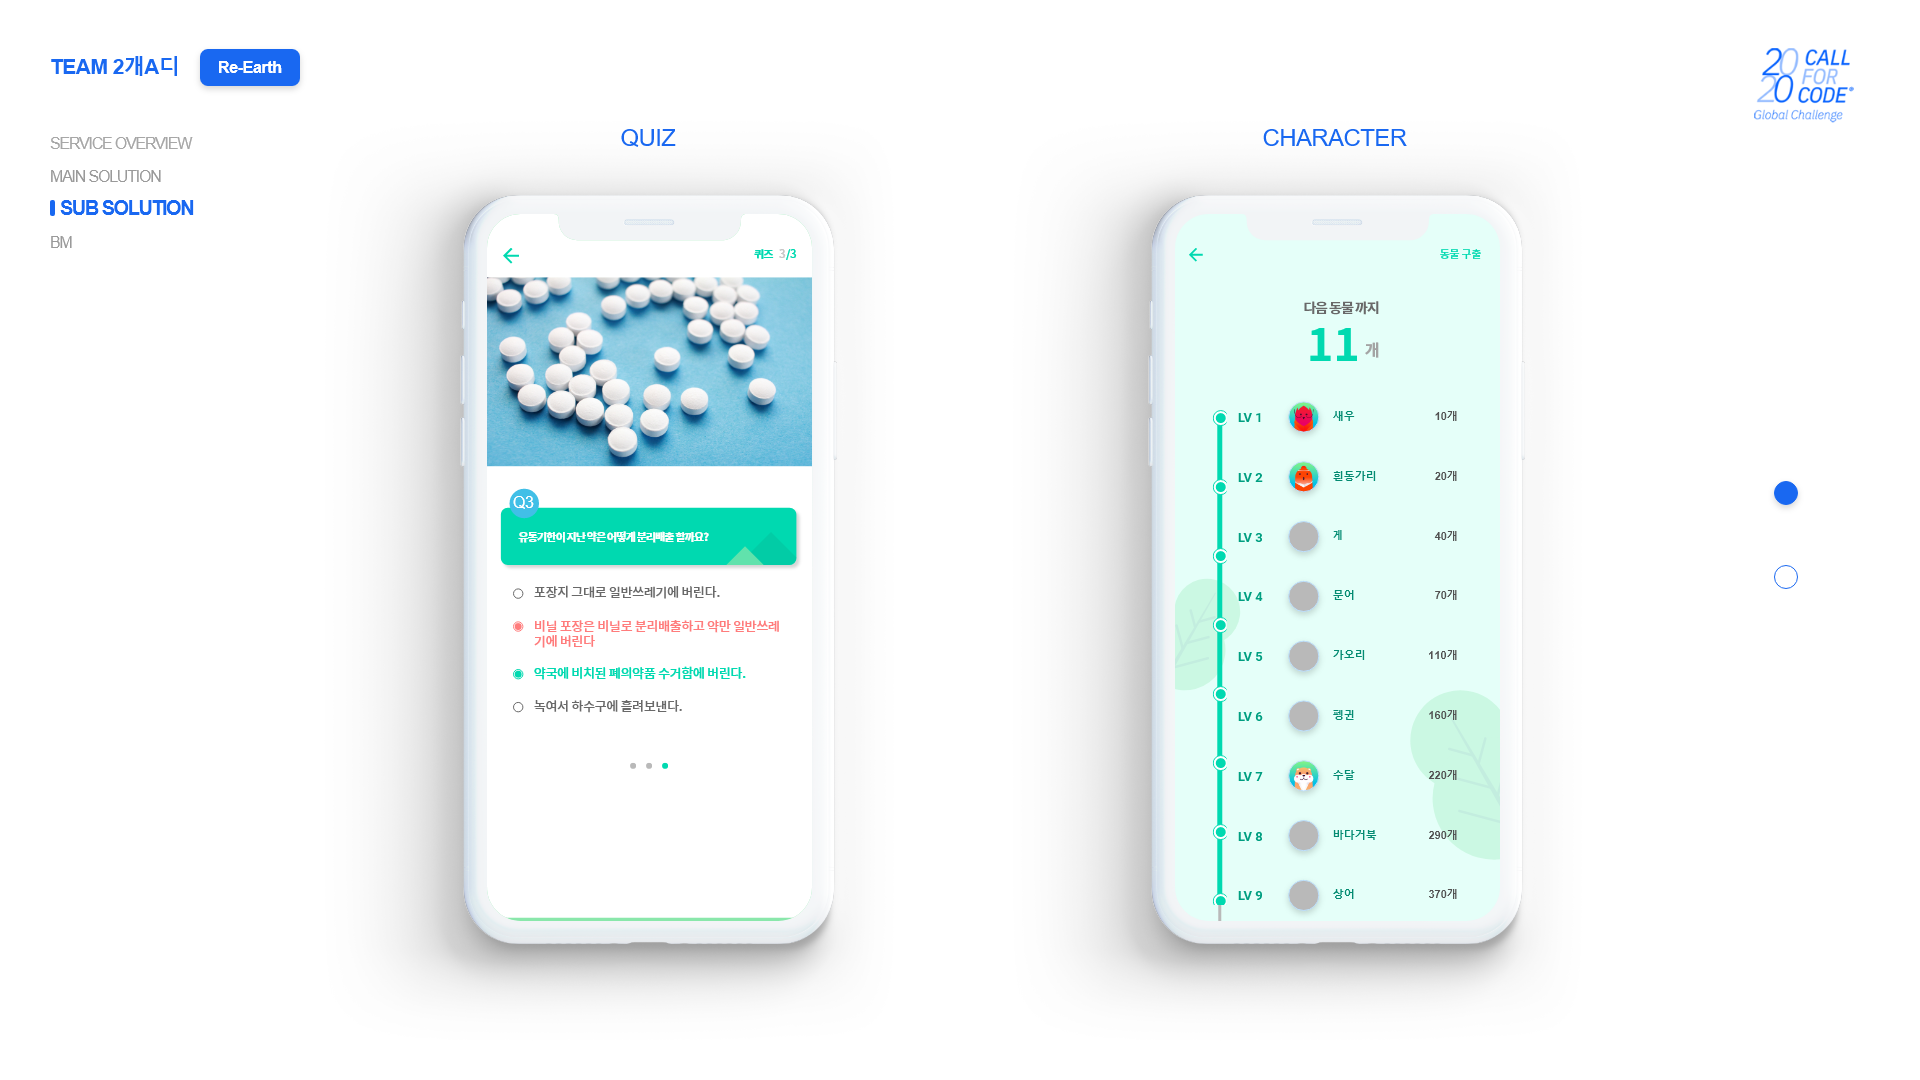 TEAM 2개A디
Re-Earth
20 CALL
FOR
20 CODE®
Global Challenge
SERVICE OVERVIEW
MAIN SOLUTION
SUB SOLUTION
BM
QUIZ
퀴즈 3/3
Q3
유통기한이 지난 약은 어떻게 분리배출 할까요?
포장지 그대로 일반쓰레기에 버린다.
비닐 포장은 비닐로 분리배출하고 약만 일반쓰레
기에 버린다
약국에 비치된 폐의약품 수거함에 버린다.
녹여서 하수구에 흘려보낸다.
CHARACTER
동물 구출
다음 동물 까지
11 개
LV 1 새우 10개
LV 2 흰동가리 20개
LV 3 게 40개
LV 4 문어 70개
LV 5 가오리 110개
LV 6 펭귄 160개
LV 7 수달 220개
LV 8 바다거북 290개
LV 9 상어 370개